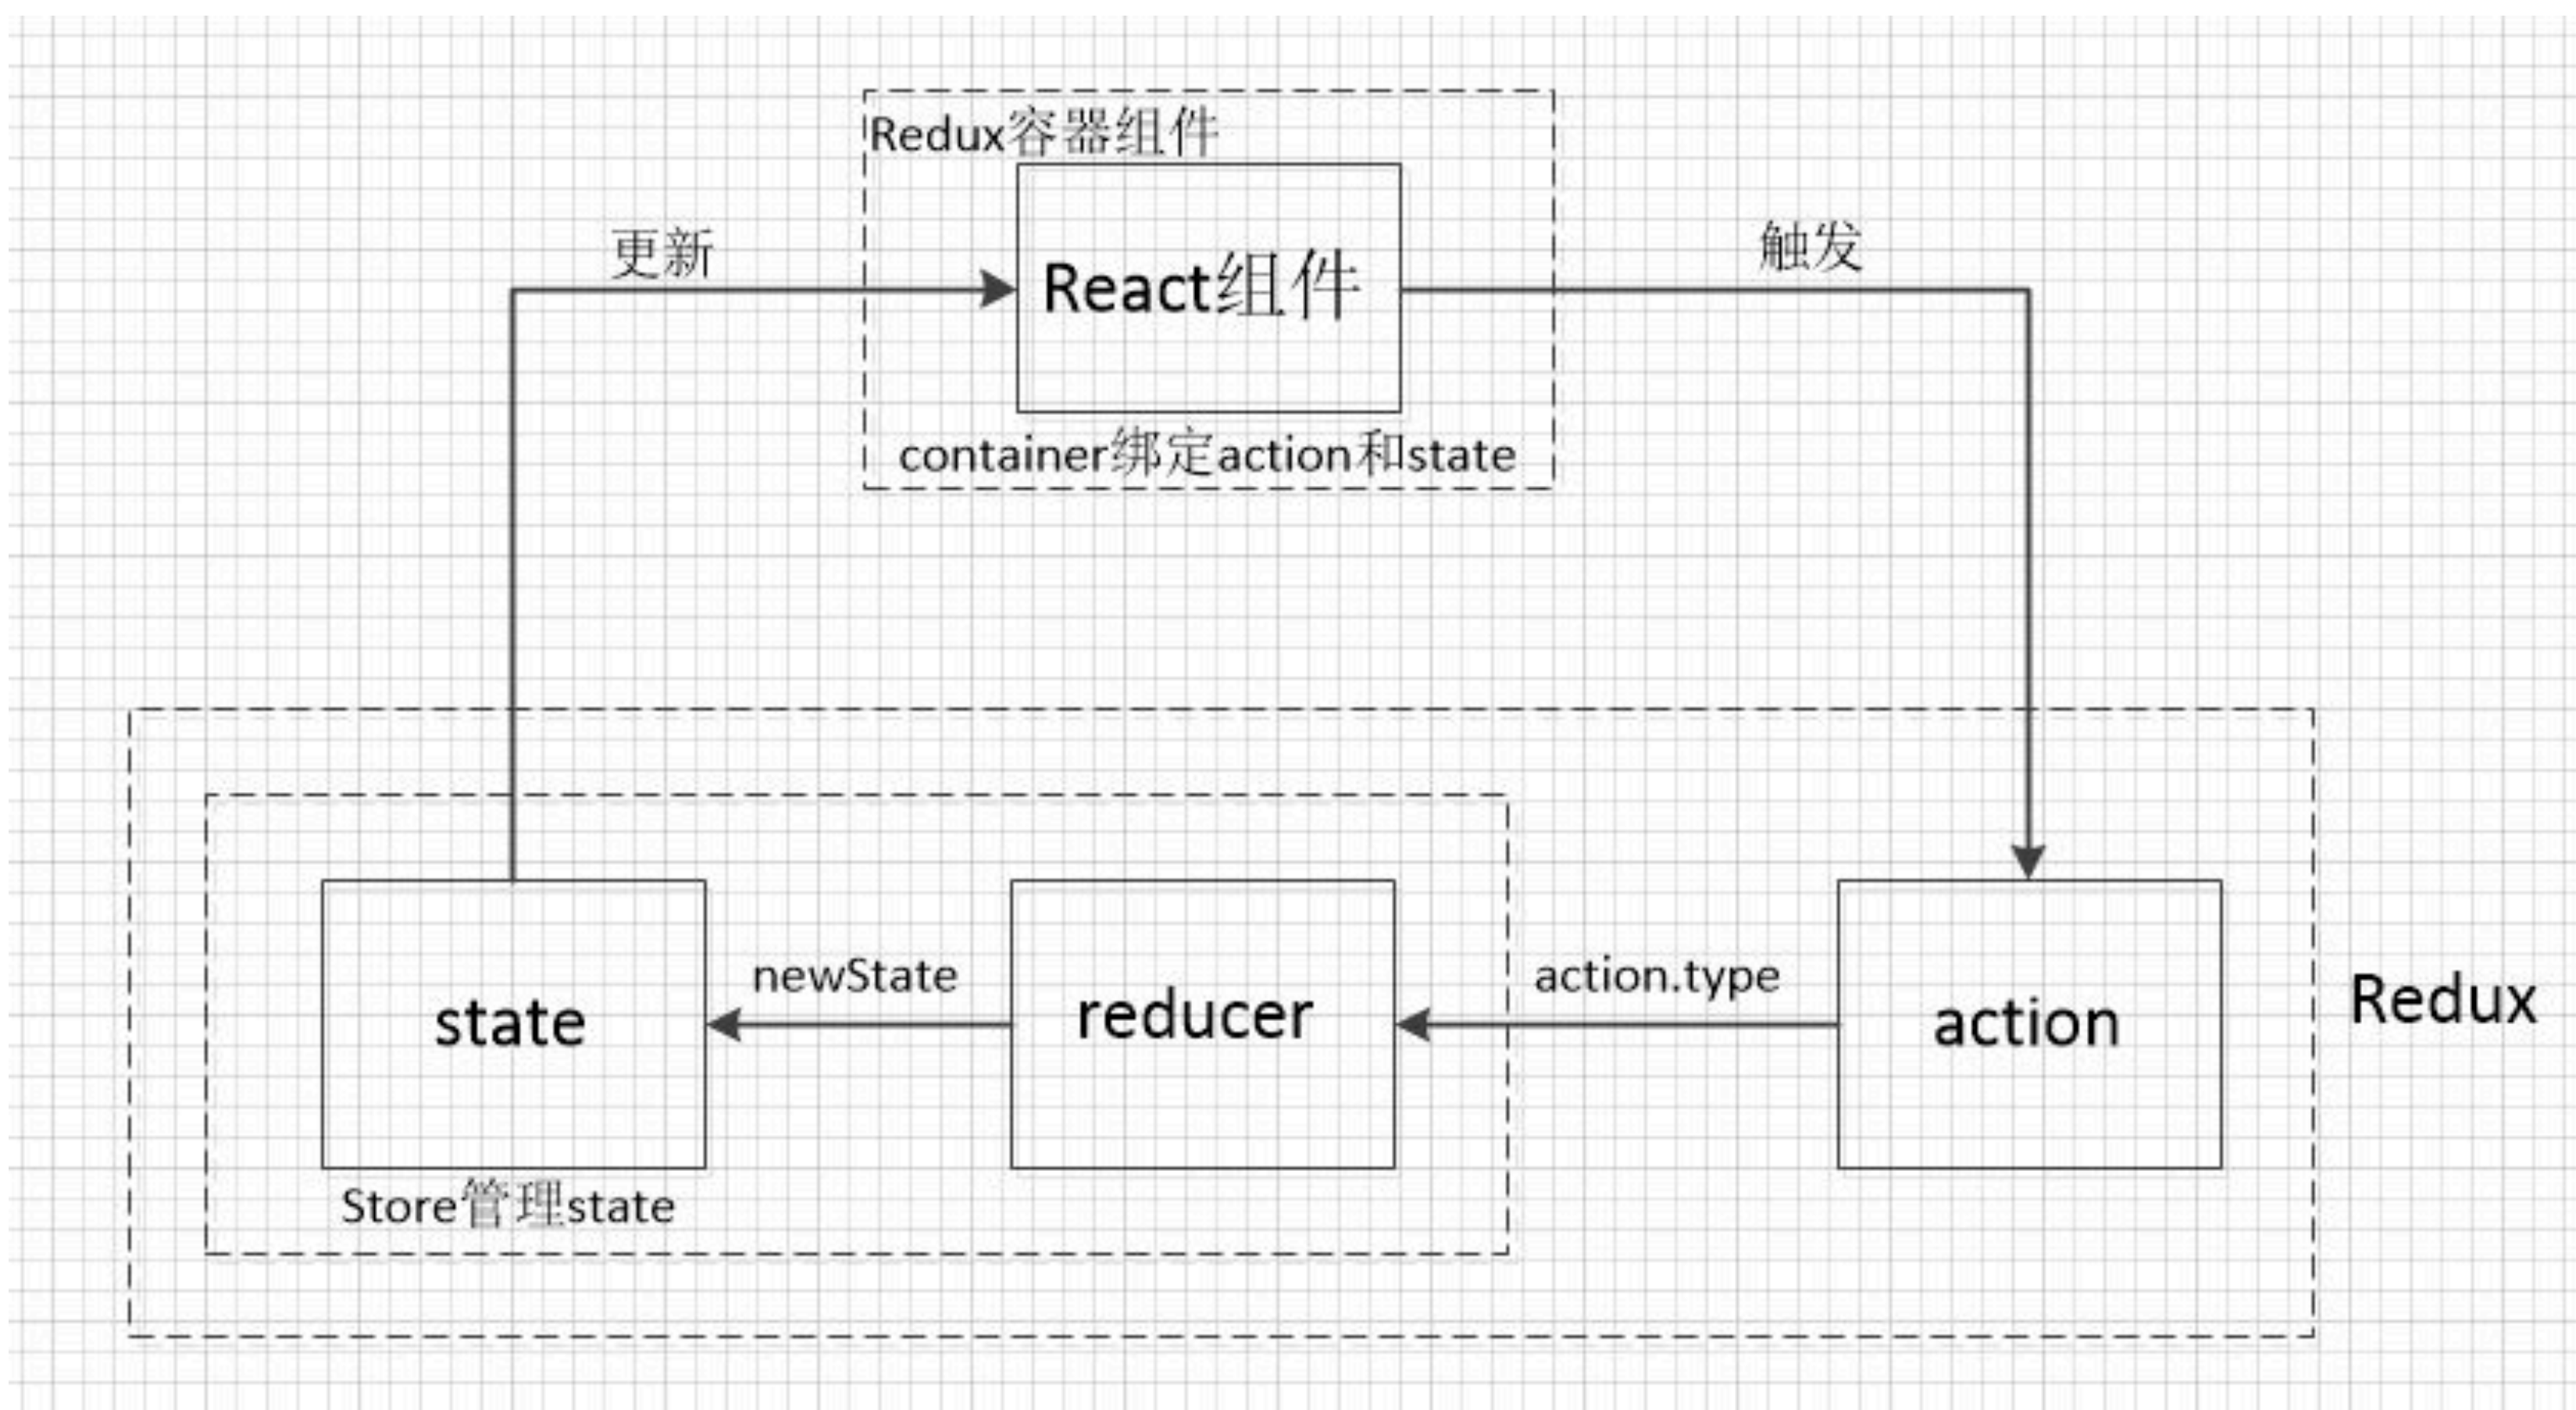 Redux容器组件
更新
React组件
触发
container绑定action和state
newState
action.type
state
reducer
action
Redux
Store管理state